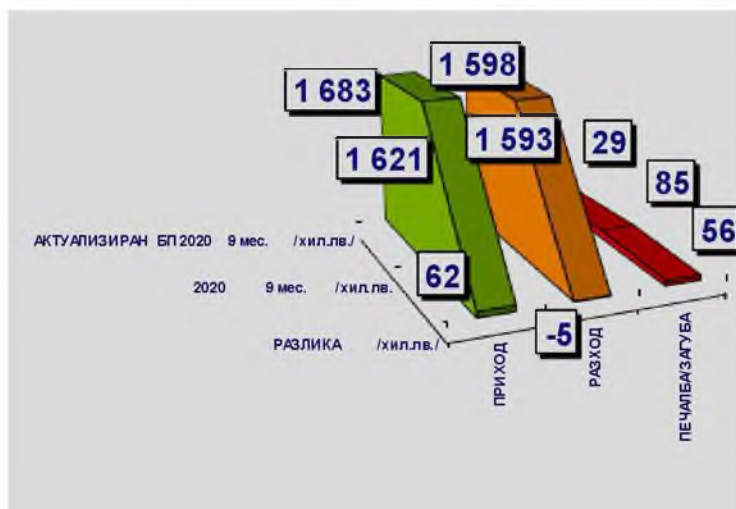 1 683
1 598
1 621
1 593
29
85
56
АКТУАЛИЗИРАН БП 2020 9 мес. /хил.лв./
62
2020 9 мес. /хил.лв.
-5
РАЗЛИКА /хил.лв./
ПРИХОД
РАЗХОД
ПЕЧАЛБА/ЗАГУБА